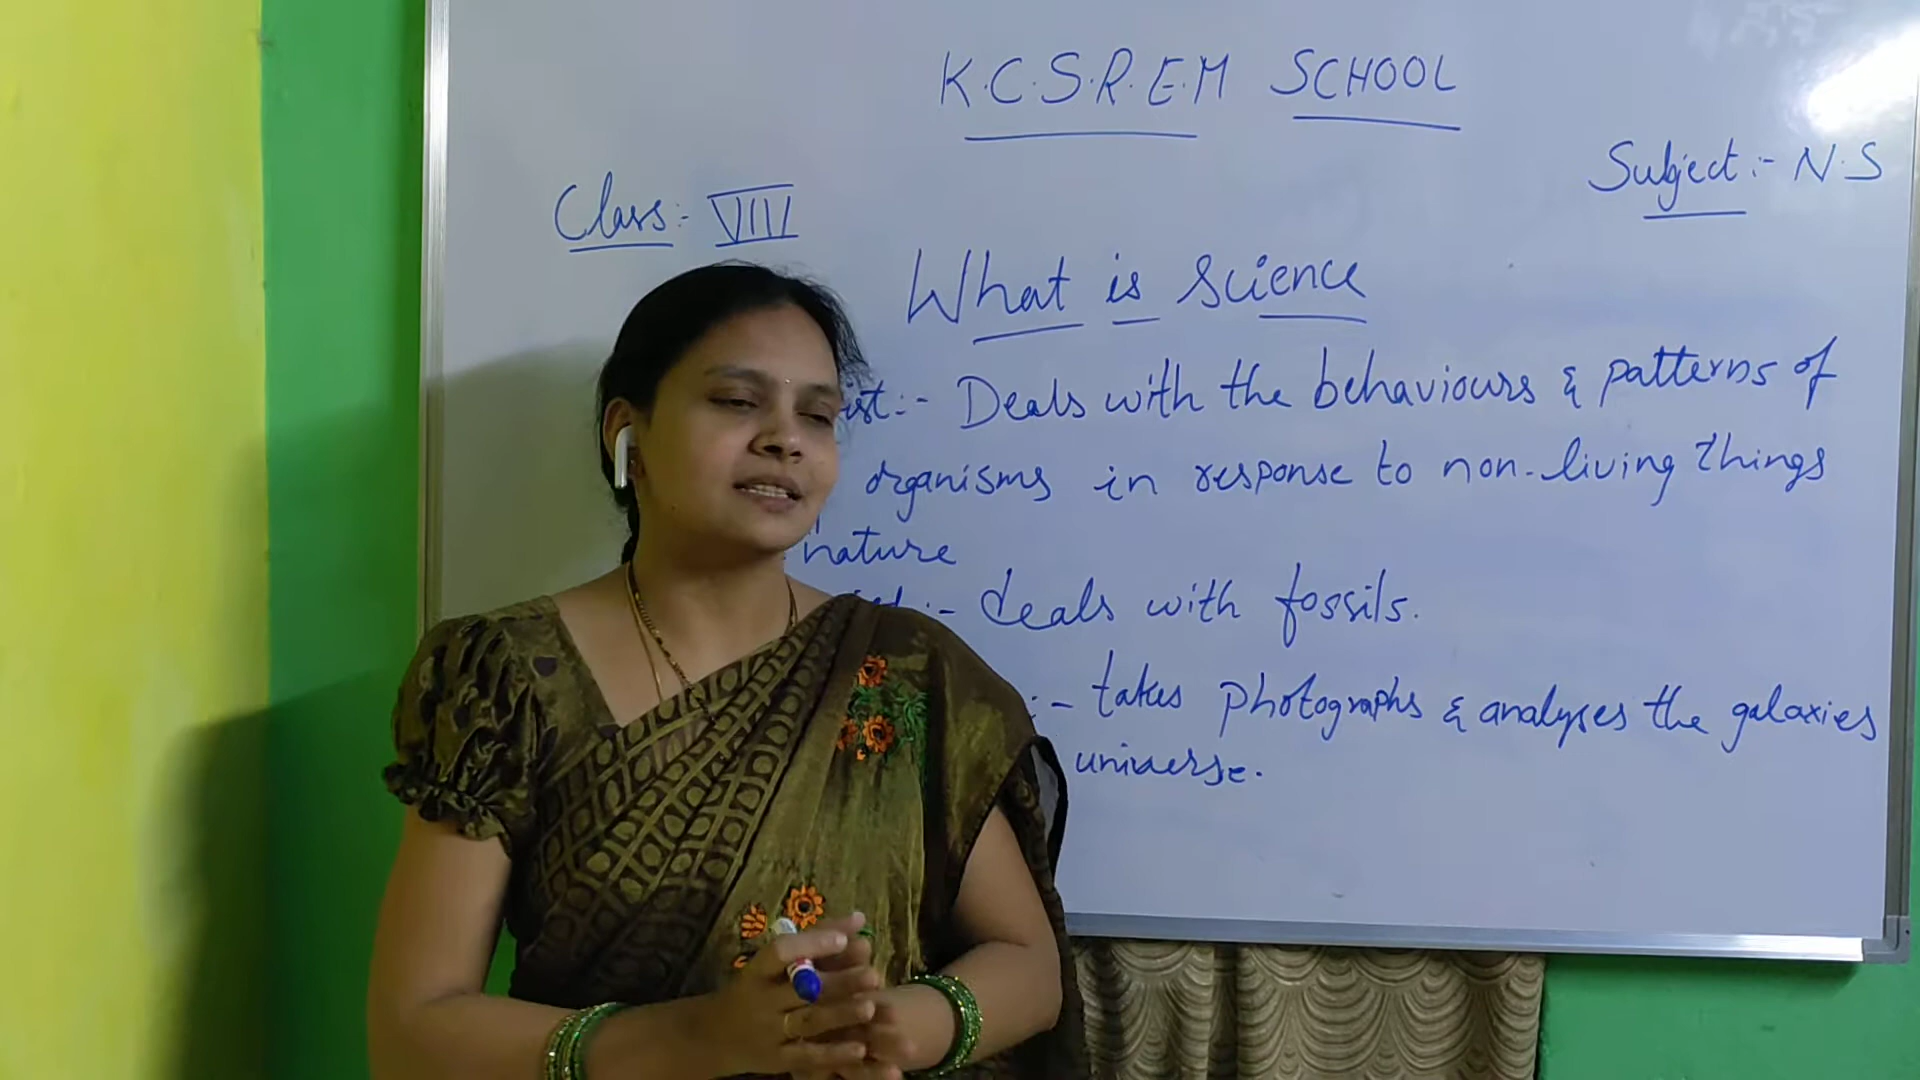 K.C.S.R.E.M SCHOOL
Subject :- N.S
Class :- VIII
What is science
:- Deals with the behaviours & patterns of
organisms in response to non-living things
nature
:- deals with fossils.
:- takes photographs & analyses the galaxies
universe.